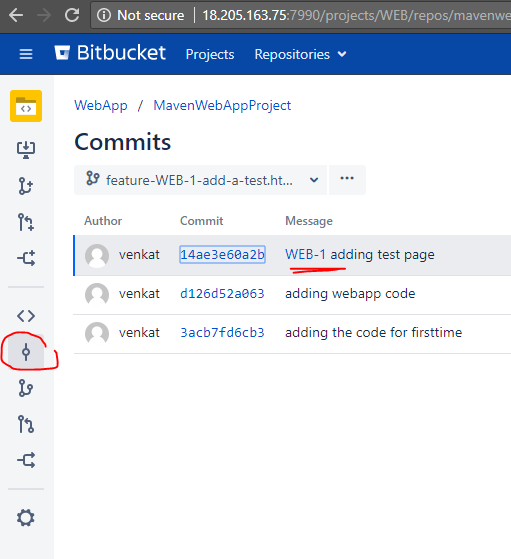 Not secure 18.205.163.75:7990/projects/WEB/repos/mavenwe
Bitbucket Projects Repositories
WebApp / MavenWebAppProject
Commits
feature-WEB-1-add-a-test.ht...
Author Commit Message
venkat 14ae3e60a2b WEB-1 adding test page
venkat d126d52a063 adding webapp code
venkat 3acb7fd6cb3 adding the code for firsttime